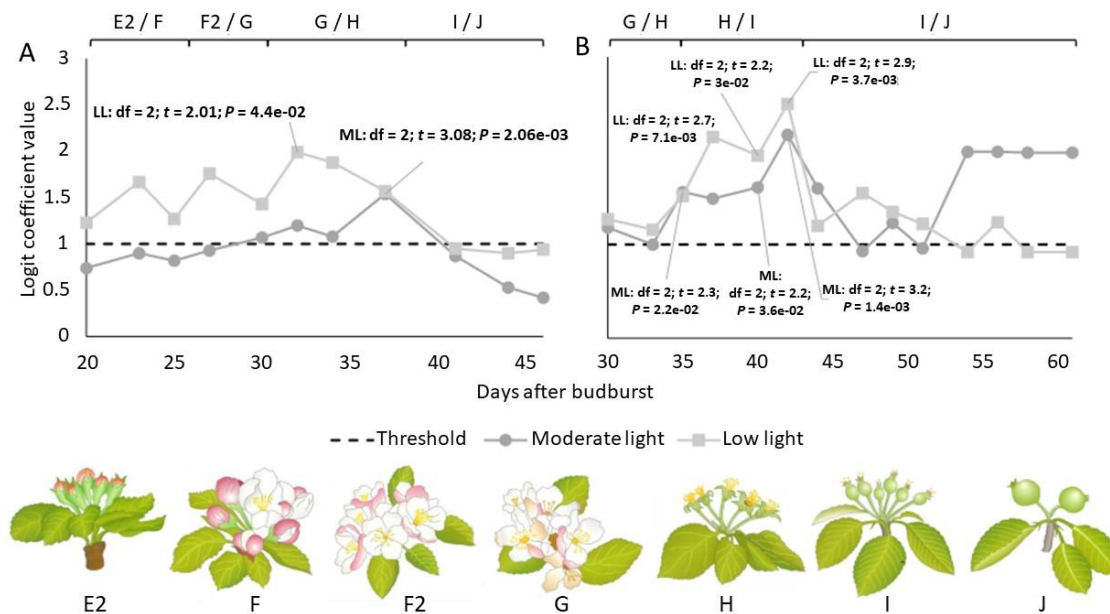 E2 / F
F2 / G
G / H
I / J
G / H
H / I
I / J
A
B
3
2.5
2
1.5
1
0.5
0
Logit coefficient value
LL: df = 2; t = 2.01; P = 4.4e-02
ML: df = 2; t = 3.08; P = 2.06e-003
LL: df = 2; t = 2.2;
P = 3e-02
LL: df = 2; t = 2.9;
P = 3.7e-03
LL: df = 2; t = 2.7;
P = 7.1e-03
ML: df = 2; t = 2.3;
P = 2.2e-02
ML:
df = 2; t = 2.2;
P = 3.6e-02
ML: df = 2; t = 3.2;
P = 1.4e-03
20 25 30 35 40 45
30 35 40 45 50 55 60
Days after budburst
Threshold Moderate light Low light
E2 F F2 G H I J